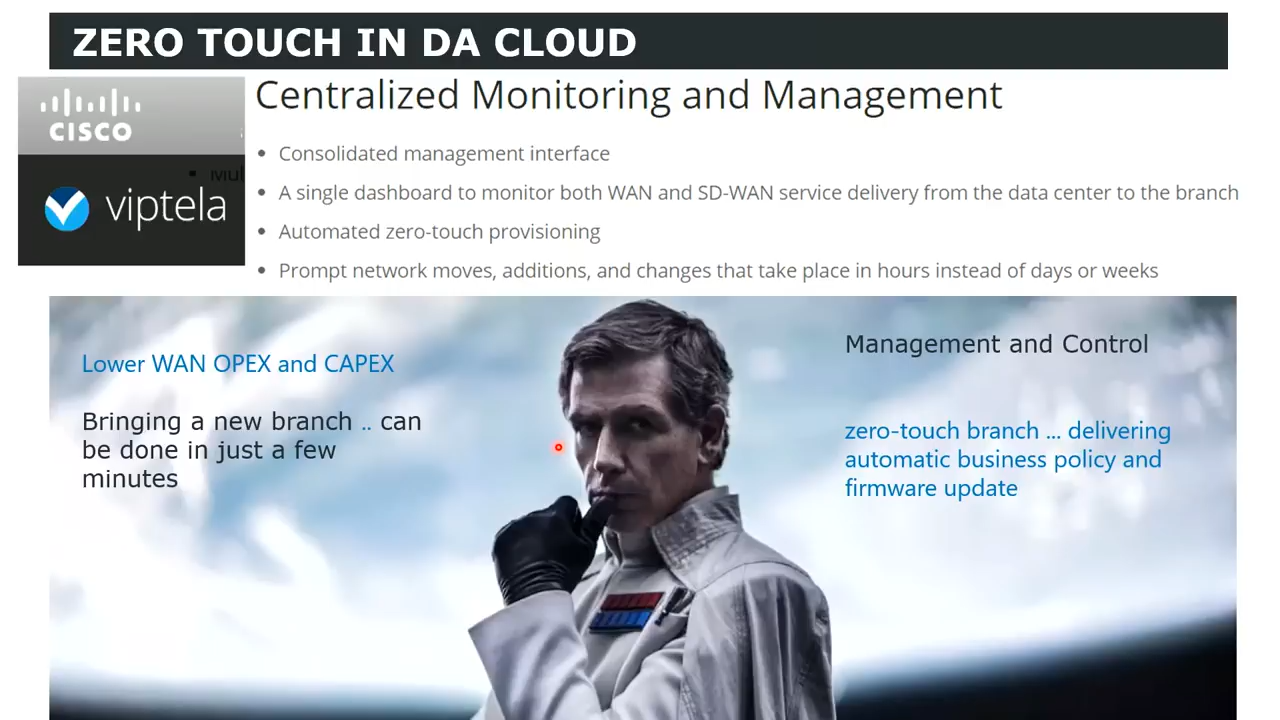 ZERO TOUCH IN DA CLOUD
CISCO
viptela
Centralized Monitoring and Management
• Consolidated management interface
• A single dashboard to monitor both WAN and SD-WAN service delivery from the data center to the branch
• Automated zero-touch provisioning
• Prompt network moves, additions, and changes that take place in hours instead of days or weeks
Lower WAN OPEX and CAPEX
Bringing a new branch .. can
be done in just a few
minutes
Management and Control
zero-touch branch ... delivering
automatic business policy and
firmware update